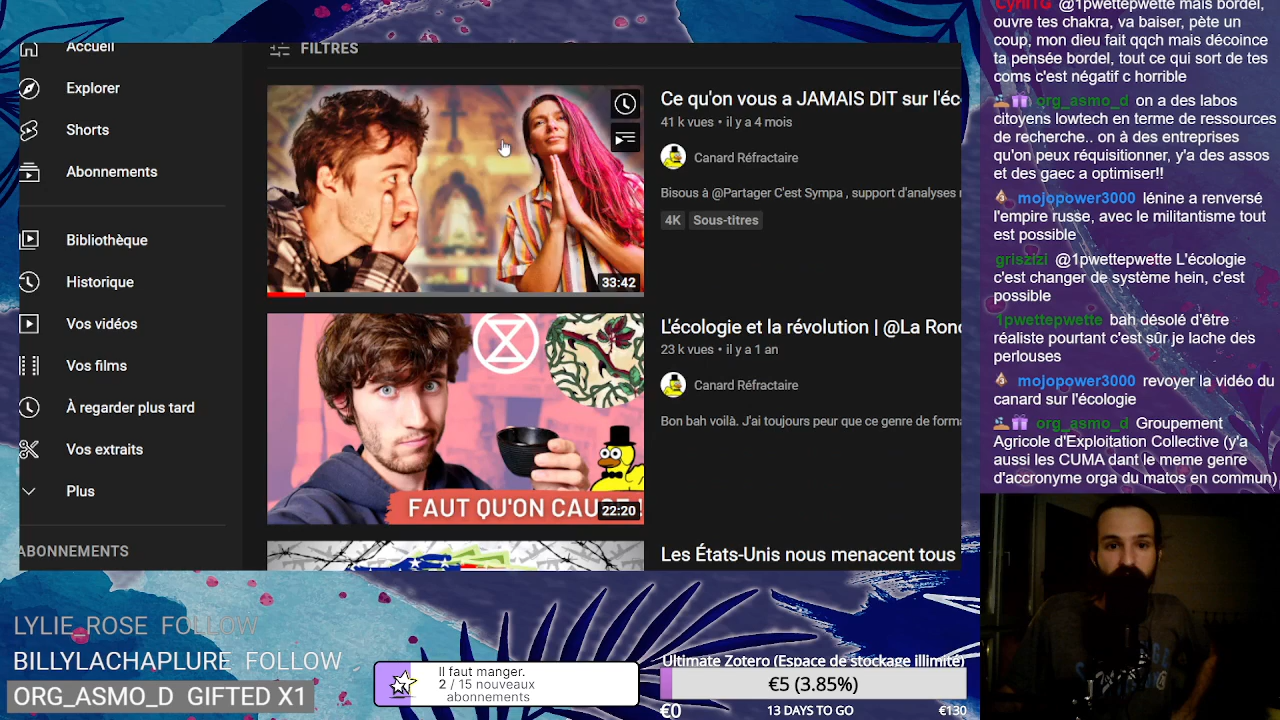 Accueil
Explorer
Shorts
Abonnements
Bibliothèque
Historique
Vos vidéos
Vos films
À regarder plus tard
Vos extraits
Plus
ABONNEMENTS
FILTRES
33:42
Ce qu'on vous a JAMAIS DIT sur l'éc
41 k vues • il y a 4 mois
Canard Réfractaire
Bisous à @Partager C'est Sympa , support d'analyses
4K Sous-titres
FAUT QU'ON CAUSE
22:20
L'écologie et la révolution | @La Ron
23 k vues • il y a 1 an
Canard Réfractaire
Bon bah voilà. J'ai toujours peur que ce genre de form
Les États-Unis nous menacent tous
@1pwettepwette mais bordel,
ouvre tes chakra, va baiser, pète un
coup, mon dieu fait qqch mais décoince
ta pensée bordel, tout ce qui sort de tes
coms c'est négatif c horrible
org_asmo_d on a des labos
citoyens lowtech en terme de ressources
de recherche.. on à des entreprises
qu'on peux réquisitionner, y'a des assos
et des gaec a optimiser!!
mojopower3000 lénine a renversé
l'empire russe, avec le militantisme tout
est possible
griszizi @1pwettepwette L'écologie
c'est changer de système hein, c'est
possible
1pwettepwette bah désolé d'être
réaliste pourtant c'est sûr je lache des
perlouses
mojopower3000 revoyer la vidéo du
canard sur l'écologie
org_asmo_d Groupement
Agricole d'Exploitation Collective (y'a
aussi les CUMA dant le meme genre
d'accronyme orga du matos en commun)
LYLIE_ROSE FOLLOW
BILLYLACHAPLURE FOLLOW
ORG_ASMO_D GIFTED X1
Il faut manger.
2 / 15 nouveaux
abonnements
Ultimate Zotero (Espace de stockage illimité)
€5 (3.85%)
€0 13 DAYS TO GO €130